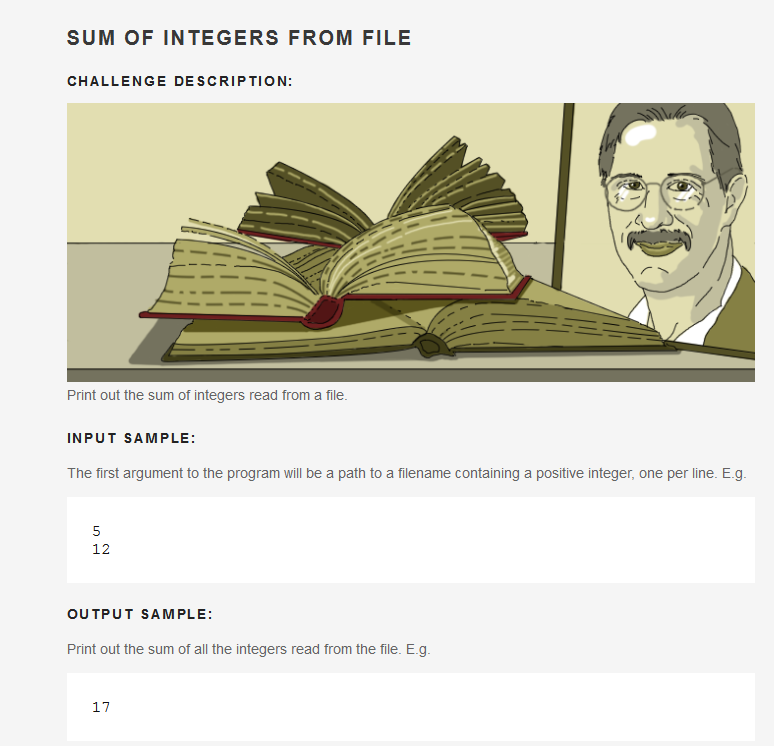 SUM OF INTEGERS FROM FILE
CHALLENGE DESCRIPTION:
Print out the sum of integers read from a file.
INPUT SAMPLE:
The first argument to the program will be a path to a filename containing a positive integer, one per line. E.g.
5
12
OUTPUT SAMPLE:
Print out the sum of all the integers read from the file. E.g.
17